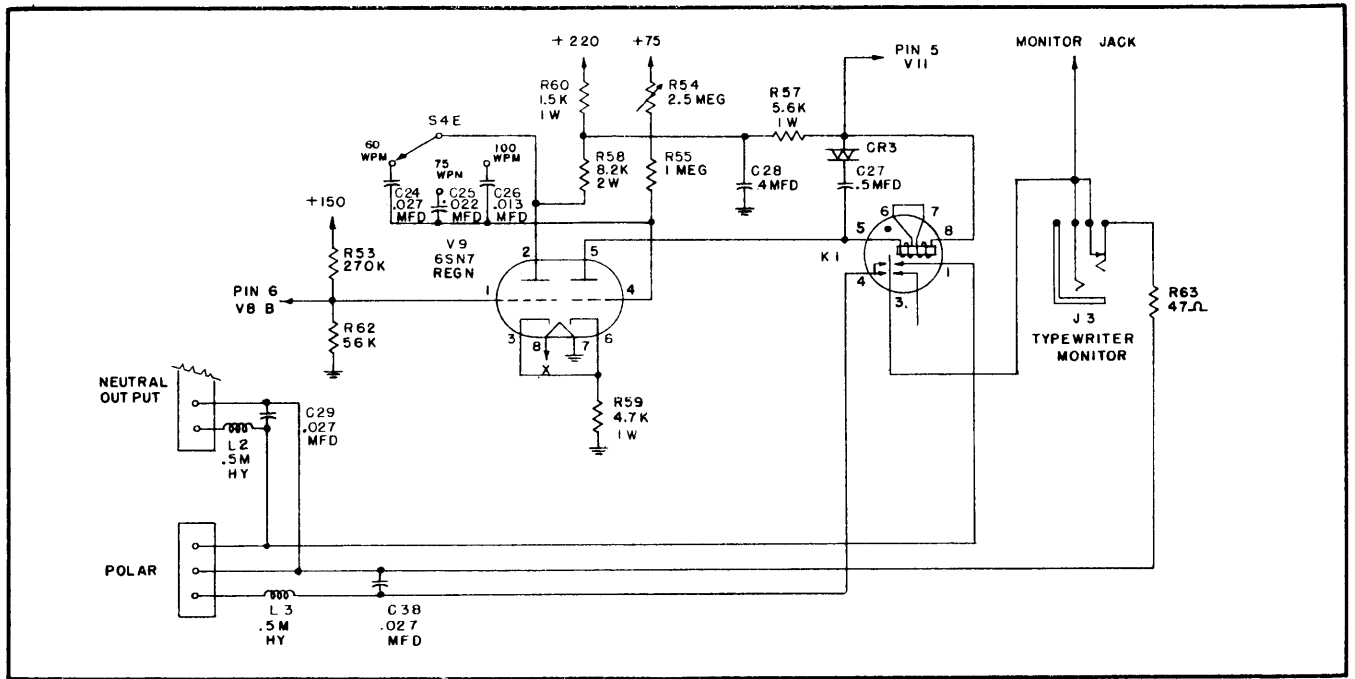 + 220
+75
PIN 5
V11
MONITOR JACK
R60
1.5K
1W
R54
2.5 MEG
R57
5.6K
1W
S4E
60
WPM
75
WPN
100
WPM
R58
8.2K
2W
R55
1 MEG
C28
.4MFD
CR3
C27
.5MFD
C24
.027
MFD
C25
.022
MFD
C26
.013
MFD
+150
R53
270K
V9
6SN7
REGN
2
5
1
4
3
8
7
6
X
K1
6
7
5
8
4
1
3.
PIN 6
V8 B
R62
56K
R59
4.7K
1W
J3
TYPEWRITER
MONITOR
R63
47Ω
NEUTRAL
OUTPUT
C29
.027
MFD
L2
.5M
HY
POLAR
L3
.5M
HY
C38
.027
MFD